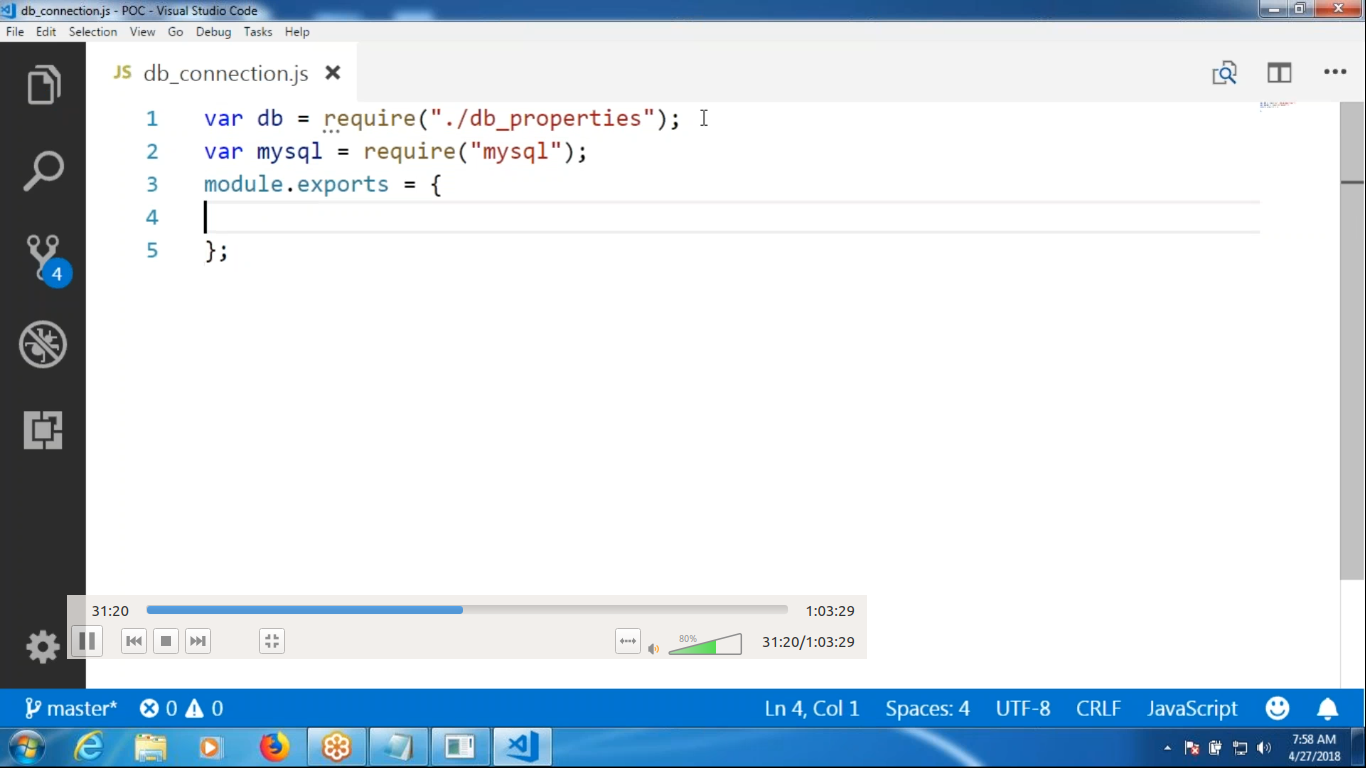 db_connection.js - POC - Visual Studio Code
File Edit Selection View Go Debug Tasks Help
JS db_connection.js
1 var db = require("./db_properties");
2 var mysql = require("mysql");
3 module.exports = {
4
5 };
4
31:20 1:03:29
80% 31:20/1:03:29
master* 0 0 Ln 4, Col 1 Spaces: 4 UTF-8 CRLF JavaScript
7:58 AM
4/27/2018